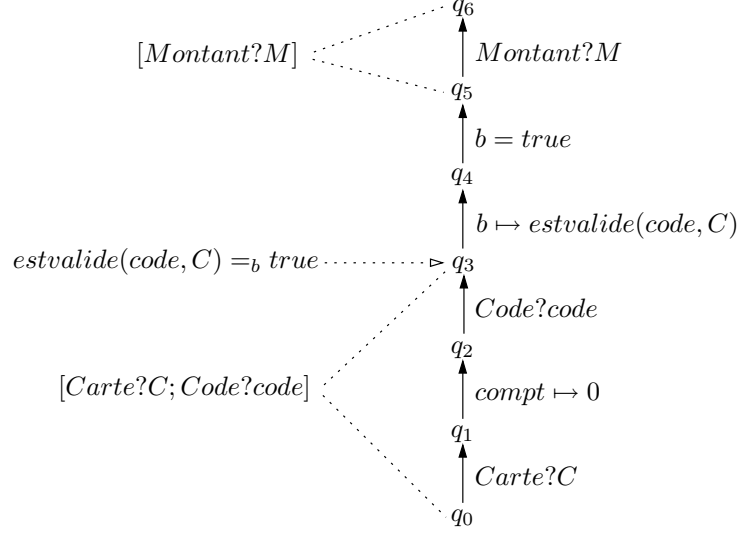 q₆
[Montant?M] Montant?M
q₅
b = true
q₄
b ↦ estvalide(code, C)
estvalide(code, C) =_b true q₃
Code?code
q₂
[Carte?C; Code?code] compt ↦ 0
q₁
Carte?C
q₀